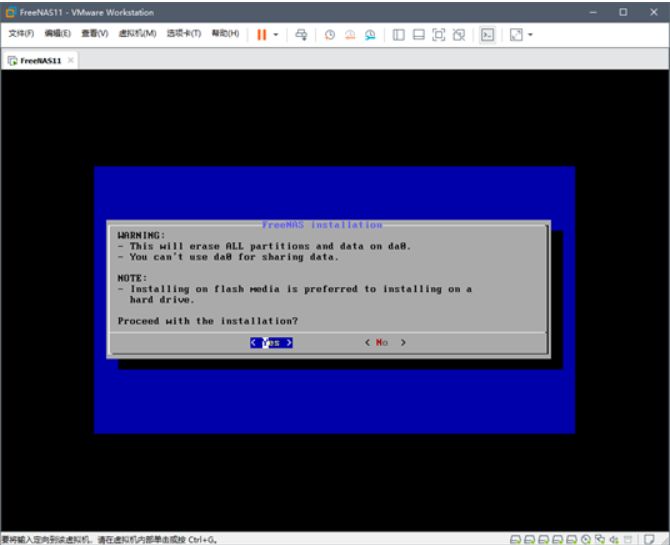 FreeNAS11 - VMware Workstation
文件(F) 编辑(E) 查看(V) 虚拟机(M) 选项卡(T) 帮助(H)
FreeNAS11
FreeNAS installation
WARNING:
- This will erase ALL partitions and data on da0.
- You can't use da0 for sharing data.
NOTE:
- Installing on flash media is preferred to installing on a
hard drive.
Proceed with the installation?
< Yes > < No >
要将输入定向到该虚拟机，请在虚拟机内部单击或按 Ctrl+G。